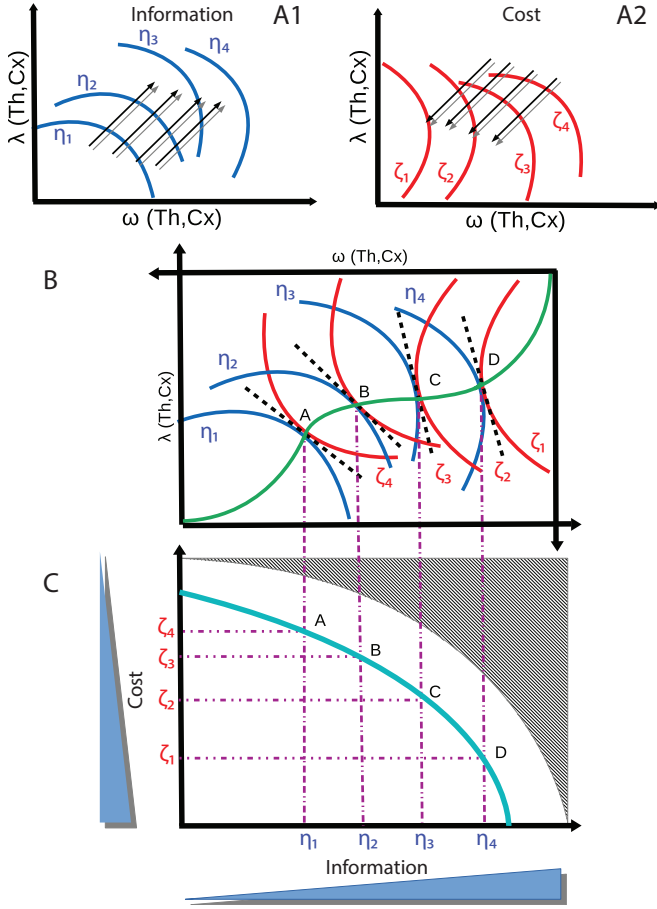 Information
A1
λ (Th,Cx)
η₁
η₂
η₃
η₄
ω (Th,Cx)
Cost
A2
λ (Th,Cx)
ζ₁
ζ₂
ζ₃
ζ₄
ω (Th,Cx)
B
ω (Th,Cx)
λ (Th,Cx)
η₁
η₂
η₃
η₄
A
B
C
D
ζ₄
ζ₃
ζ₂
ζ₁
C
Cost
ζ₄
ζ₃
ζ₂
ζ₁
A
B
C
D
η₁
η₂
η₃
η₄
Information